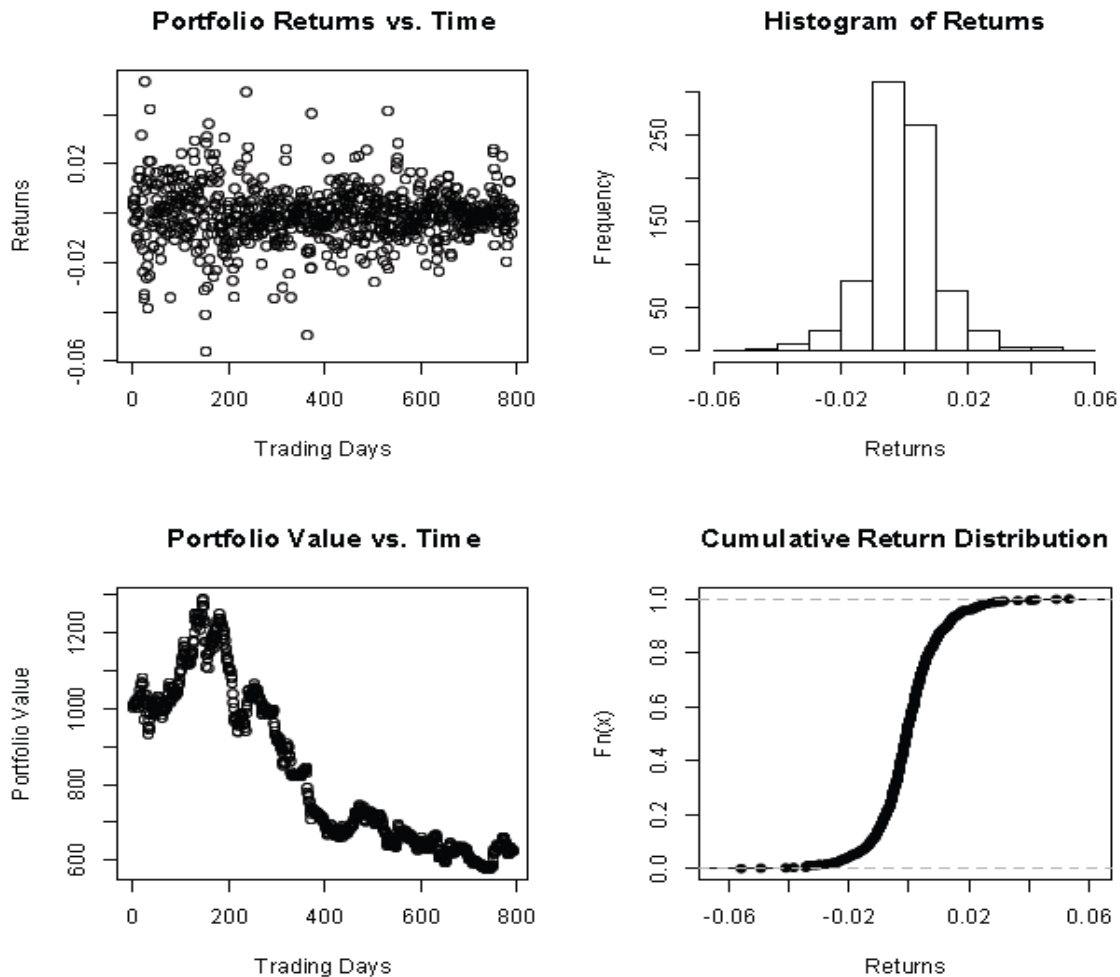 Portfolio Returns vs. Time
Returns
0.02
-0.02
-0.06
0 200 400 600 800
Trading Days
Histogram of Returns
Frequency
250
150
50
0
-0.06 -0.02 0.02 0.06
Returns
Portfolio Value vs. Time
Portfolio Value
1200
1000
800
600
0 200 400 600 800
Trading Days
Cumulative Return Distribution
Fn(x)
1.0
0.8
0.6
0.4
0.2
0.0
-0.06 -0.02 0.02 0.06
Returns